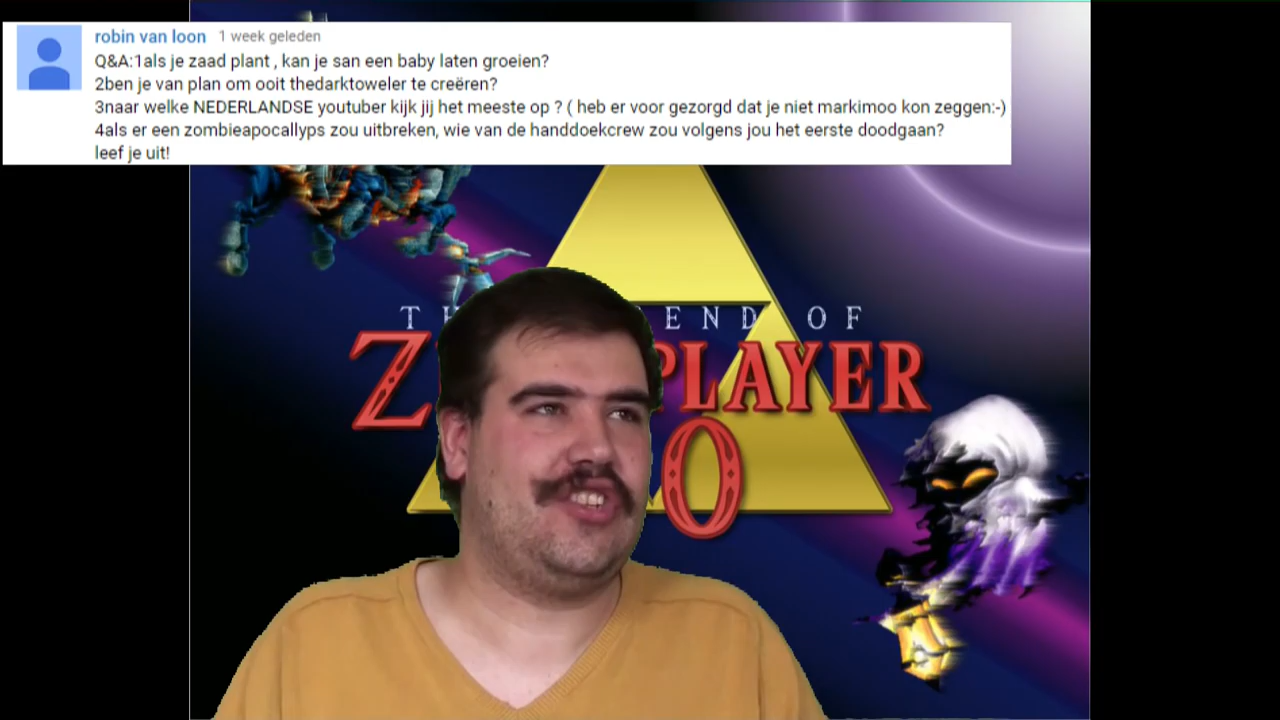 robin van loon 1 week geleden
Q&A:1als je zaad plant , kan je san een baby laten groeien?
2ben je van plan om ooit thedarktoweler te creëren?
3naar welke NEDERLANDSE youtuber kijk jij het meeste op ? ( heb er voor gezorgd dat je niet markimoo kon zeggen:-)
4als er een zombieapocallyps zou uitbreken, wie van de handdoekcrew zou volgens jou het eerste doodgaan?
leef je uit!
OF
PLAYER
0